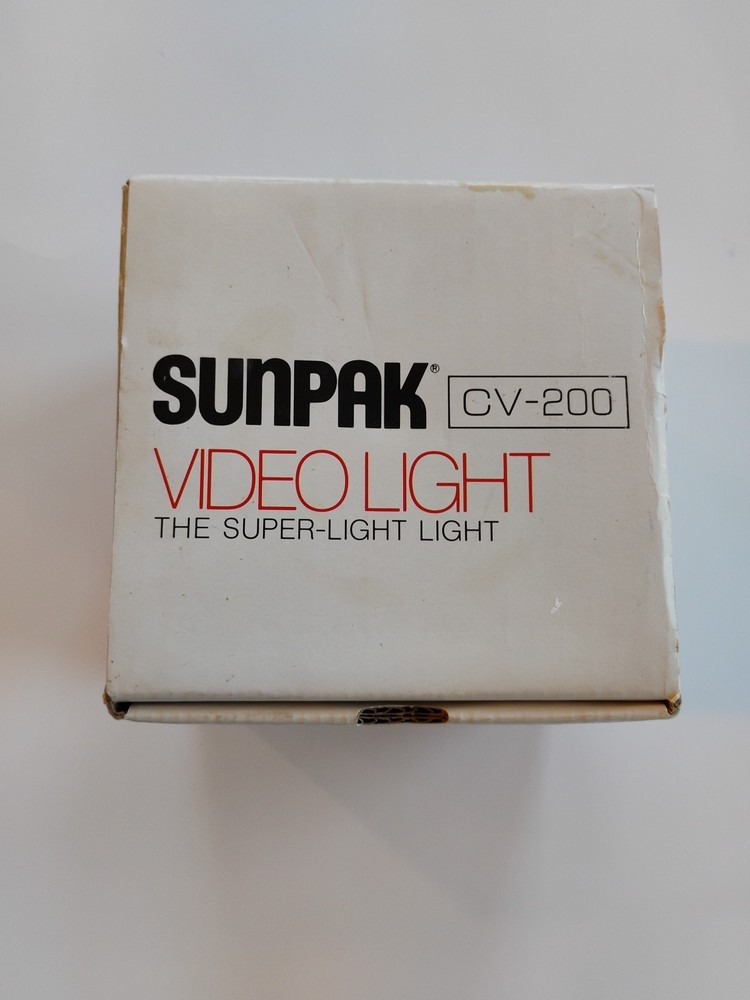 SUNPAK® CV-200
VIDEO LIGHT
THE SUPER-LIGHT LIGHT